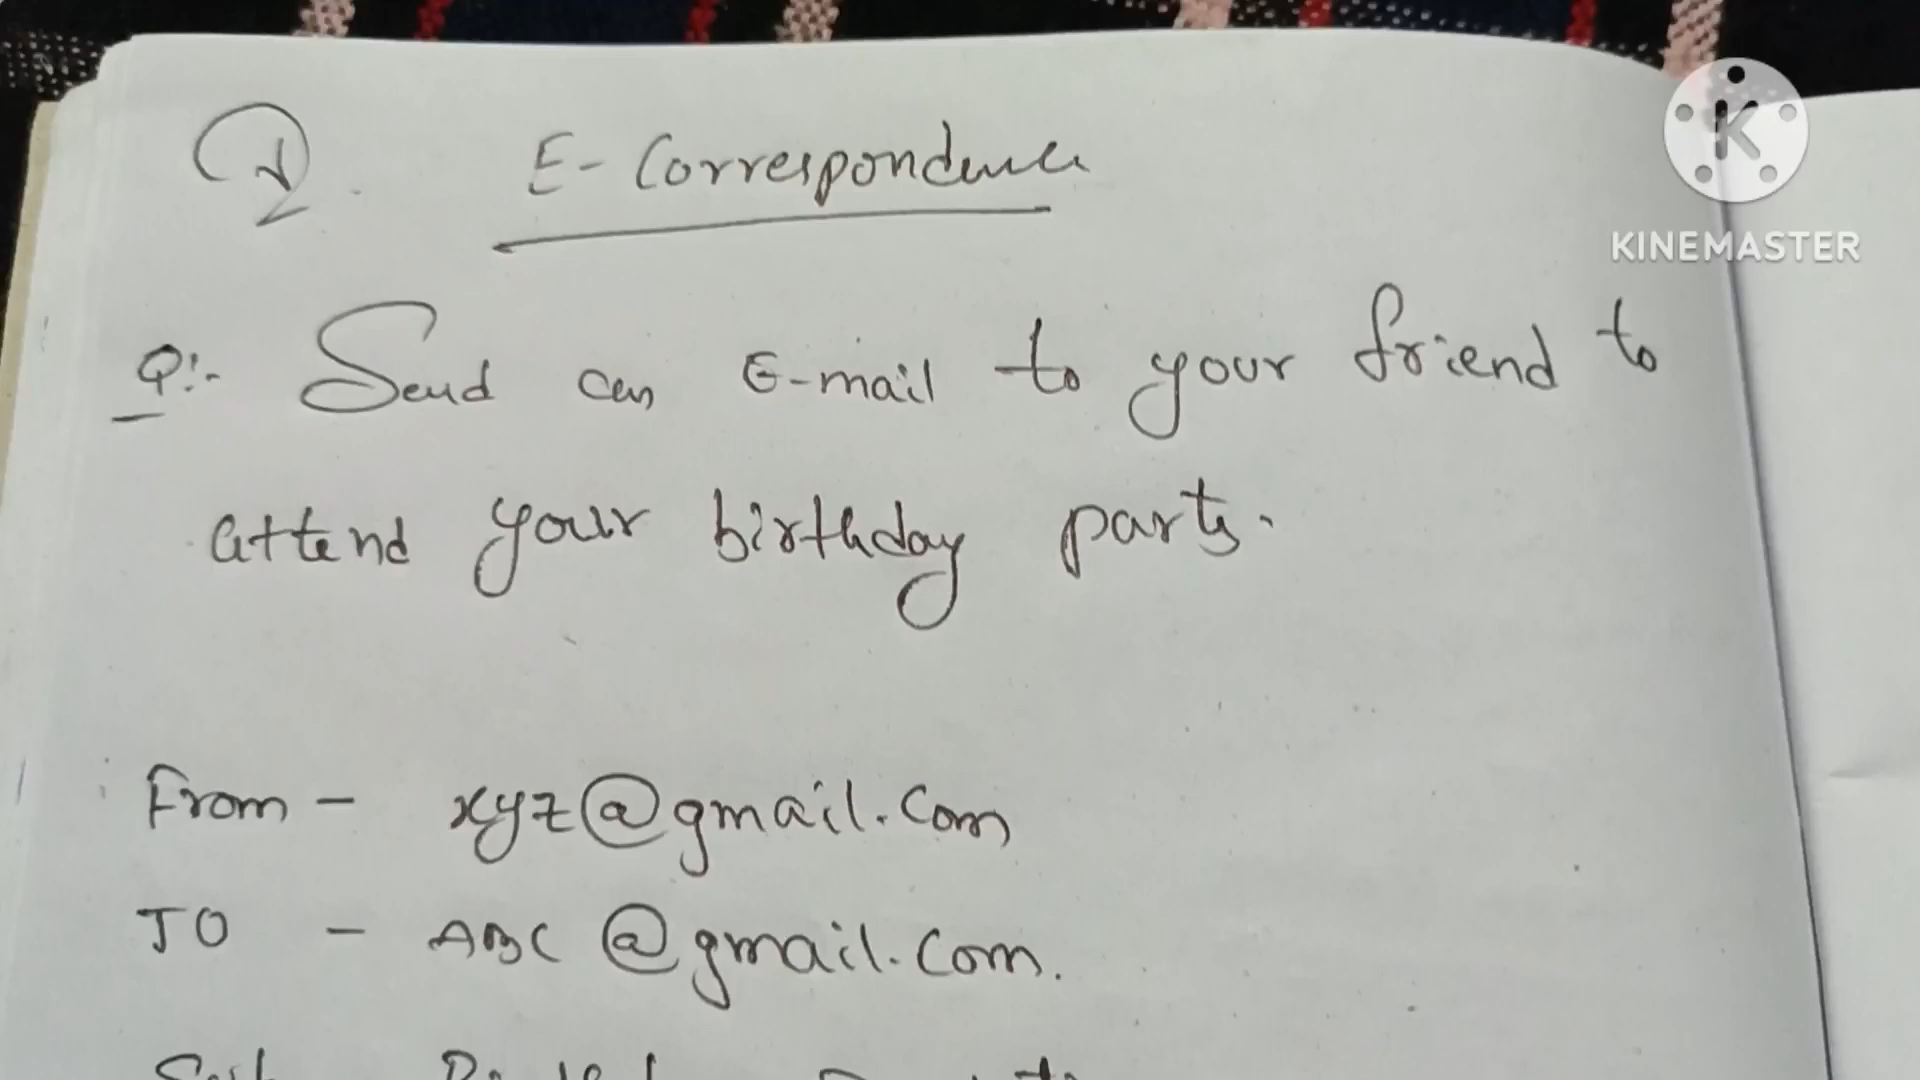 E-Correspondence
KINEMASTER
Q:- Send an E-mail to your friend to
attend your birthday party.
From - xyz@gmail.com
TO - ABC @gmail.com.